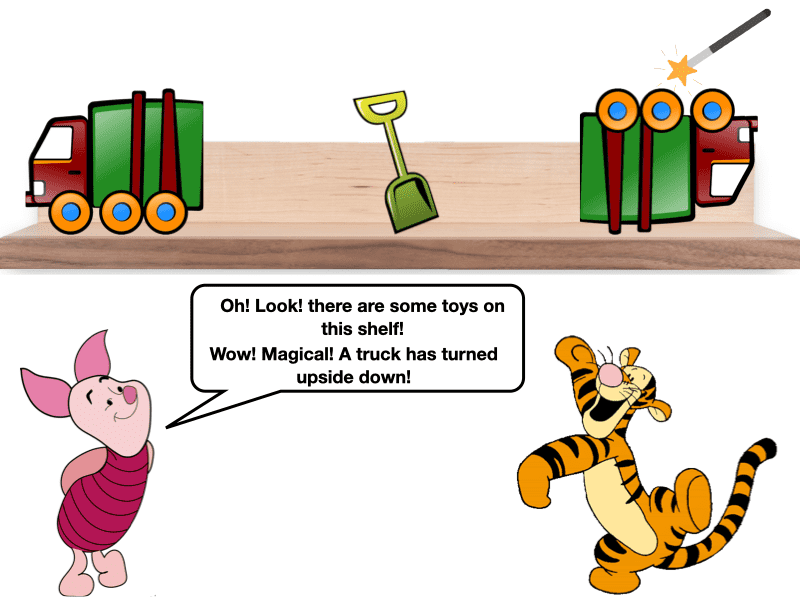 Oh! Look! there are some toys on
this shelf!
Wow! Magical! A truck has turned
upside down!